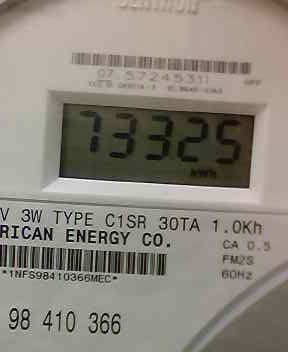 07 57245311
73325
kWh
V 3W TYPE C1SR 30TA 1.0Kh
RICAN ENERGY CO.
CA 0.5
FM2S
60Hz
*1NFS98410366MEC*
98 410 366